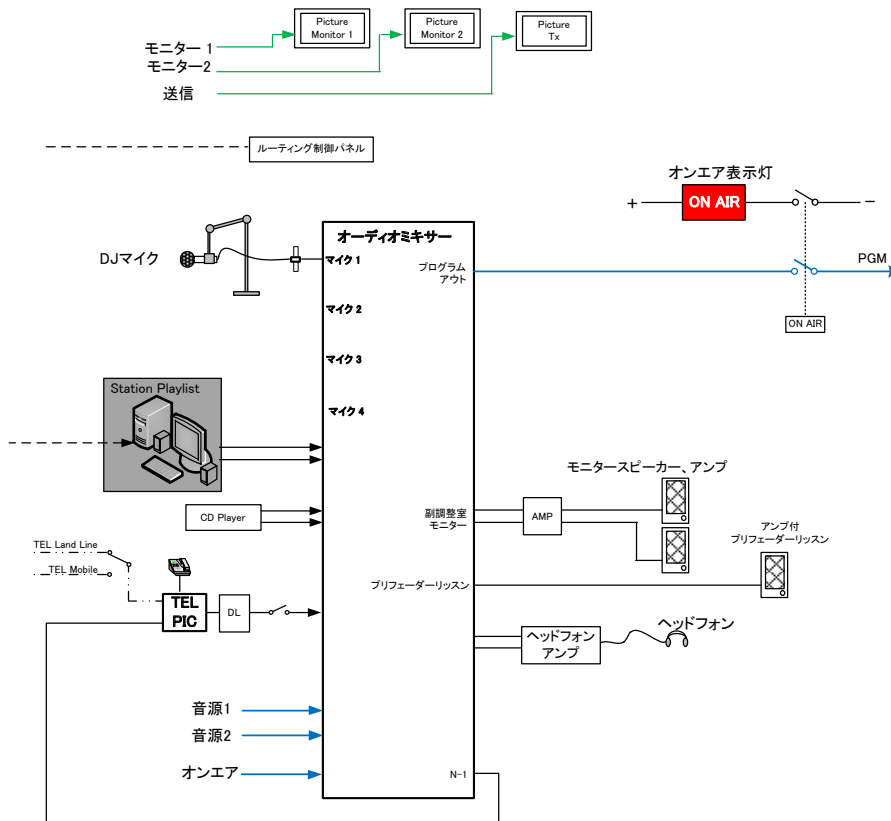 Picture
Monitor 1
Picture
Monitor 2
Picture
Tx
モニター 1
モニター2
送信
ルーティング制御パネル
オンエア表示灯
+
ON AIR
−
オーディオミキサー
DJマイク
マイク 1
プログラム
アウト
PGM
マイク 2
ON AIR
マイク 3
Station Playlist
マイク 4
モニタースピーカー、アンプ
CD Player
副調整室
モニター
AMP
アンプ付
プリフェーダーリッスン
TEL Land Line
TEL Mobile
プリフェーダーリッスン
TEL
PIC
DL
ヘッドフォン
アンプ
ヘッドフォン
音源1
音源2
オンエア
N-1